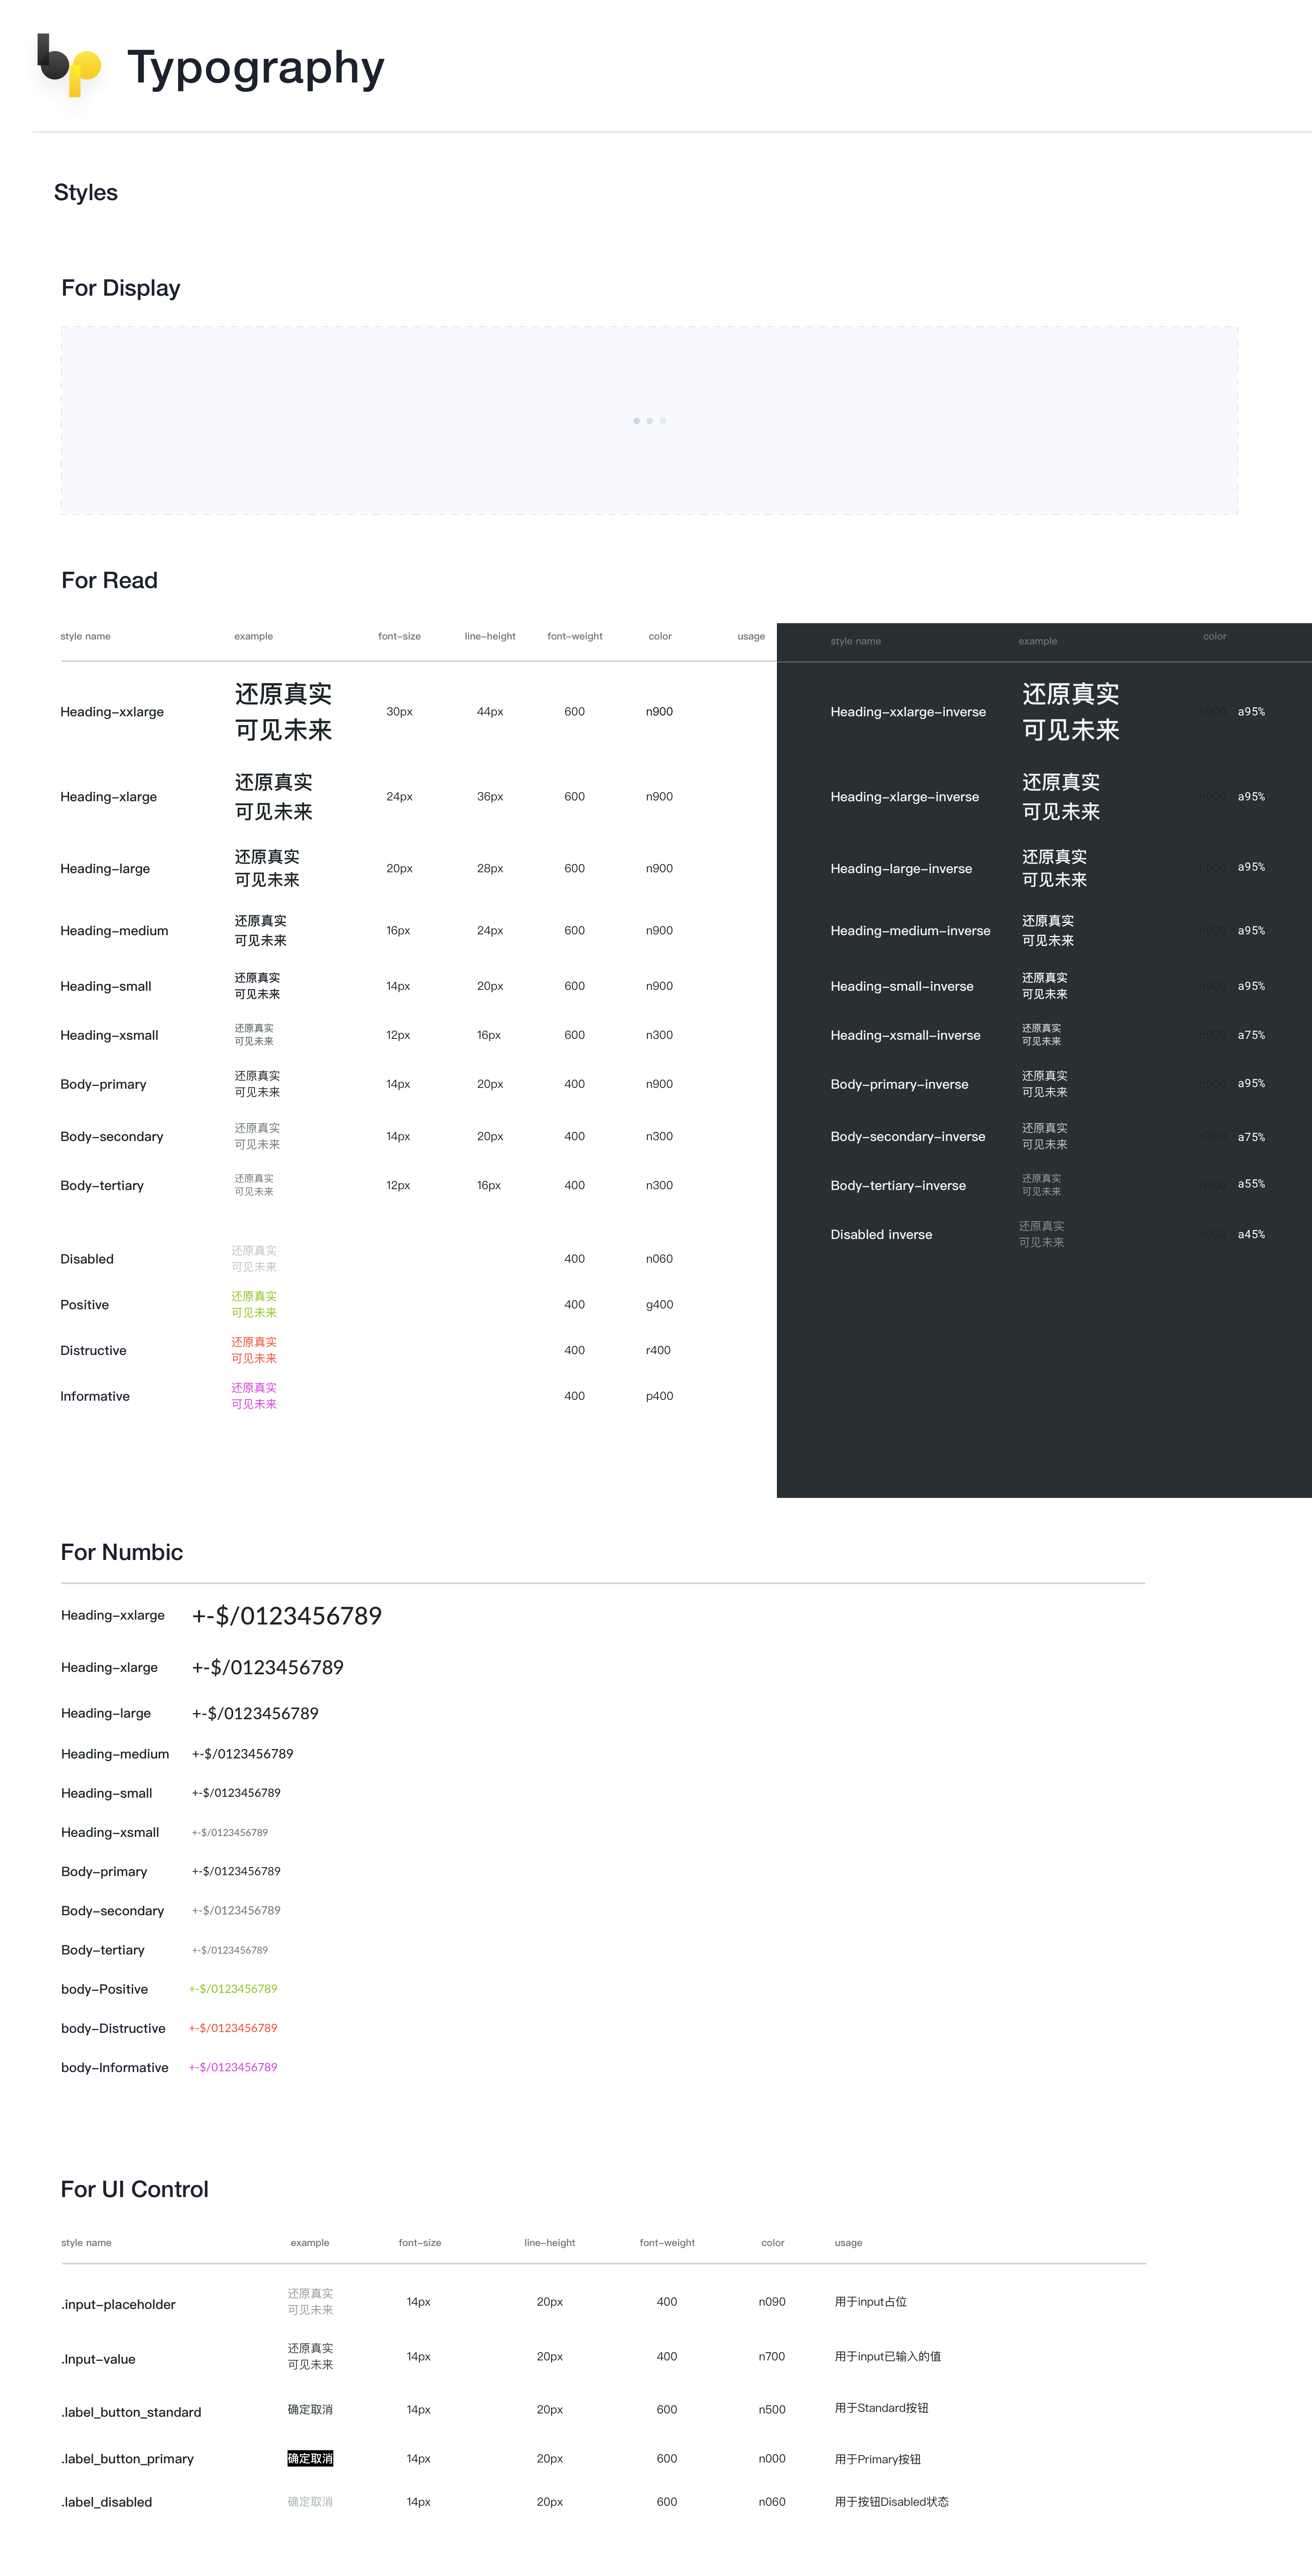 bp Typography
Styles
For Display
For Read
style name example font-size line-height font-weight color usage style name example color
Heading-xxlarge 还原真实 30px 44px 600 n900 Heading-xxlarge-inverse 还原真实 n900 a95%
可见未来 可见未来
Heading-xlarge 还原真实 24px 36px 600 n900 Heading-xlarge-inverse 还原真实 n900 a95%
可见未来 可见未来
Heading-large 还原真实 20px 28px 600 n900 Heading-large-inverse 还原真实 n900 a95%
可见未来 可见未来
Heading-medium 还原真实 16px 24px 600 n900 Heading-medium-inverse 还原真实 n900 a95%
可见未来 可见未来
Heading-small 还原真实 14px 20px 600 n900 Heading-small-inverse 还原真实 n900 a95%
可见未来 可见未来
Heading-xsmall 还原真实 12px 16px 600 n300 Heading-xsmall-inverse 还原真实 n900 a75%
可见未来 可见未来
Body-primary 还原真实 14px 20px 400 n900 Body-primary-inverse 还原真实 n900 a95%
可见未来 可见未来
Body-secondary 还原真实 14px 20px 400 n300 Body-secondary-inverse 还原真实 n300 a75%
可见未来 可见未来
Body-tertiary 还原真实 12px 16px 400 n300 Body-tertiary-inverse 还原真实 n300 a55%
可见未来 可见未来
Disabled inverse 还原真实 n060 a45%
可见未来
Disabled 还原真实 400 n060
可见未来
Positive 还原真实 400 g400
可见未来
Distructive 还原真实 400 r400
可见未来
Informative 还原真实 400 p400
可见未来
For Numbic
Heading-xxlarge +-$/0123456789
Heading-xlarge +-$/0123456789
Heading-large +-$/0123456789
Heading-medium +-$/0123456789
Heading-small +-$/0123456789
Heading-xsmall +-$/0123456789
Body-primary +-$/0123456789
Body-secondary +-$/0123456789
Body-tertiary +-$/0123456789
body-Positive +-$/0123456789
body-Distructive +-$/0123456789
body-Informative +-$/0123456789
For UI Control
style name example font-size line-height font-weight color usage
.input-placeholder 还原真实 14px 20px 400 n090 用于input占位
可见未来
.Input-value 还原真实 14px 20px 400 n700 用于input已输入的值
可见未来
.label_button_standard 确定取消 14px 20px 600 n500 用于Standard按钮
.label_button_primary 确定取消 14px 20px 600 n000 用于Primary按钮
.label_disabled 确定取消 14px 20px 600 n060 用于按钮Disabled状态